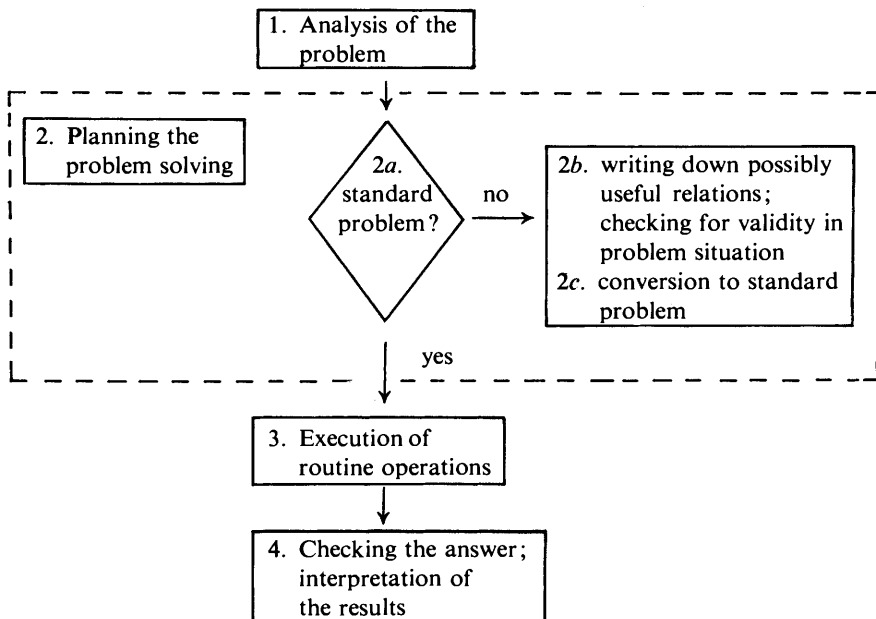 1. Analysis of the
problem
2. Planning the
problem solving
2a.
standard
problem?
no
2b. writing down possibly
useful relations;
checking for validity in
problem situation
2c. conversion to standard
problem
yes
3. Execution of
routine operations
4. Checking the answer;
interpretation of
the results